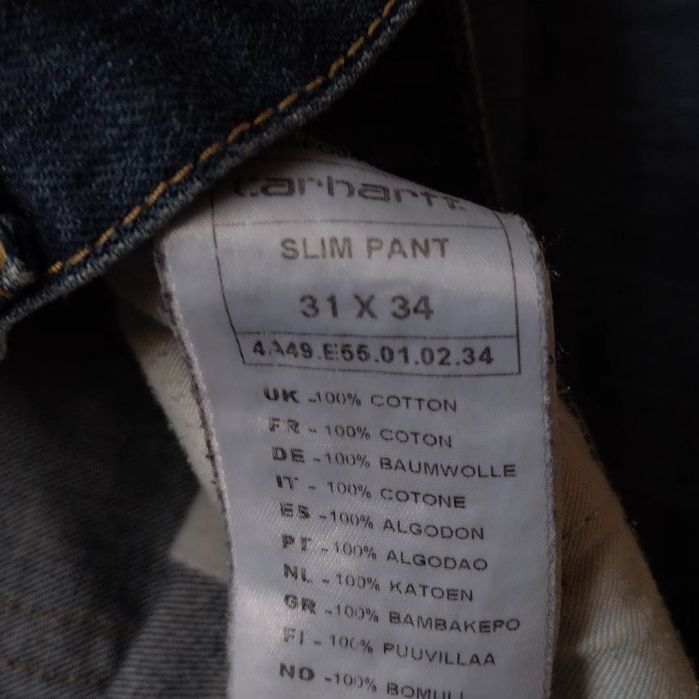 carhartt
SLIM PANT
31 X 34
4A49.E55.01.02.34
UK -100% COTTON
FR - 100% COTON
DE -100% BAUMWOLLE
IT - 100% COTONE
ES -100% ALGODON
PT - 100% ALGODAO
NL -100% KATOEN
GR -100% BAMBAKEPO
FI - 100% PUUVILLAA
NO -100% BOMULL